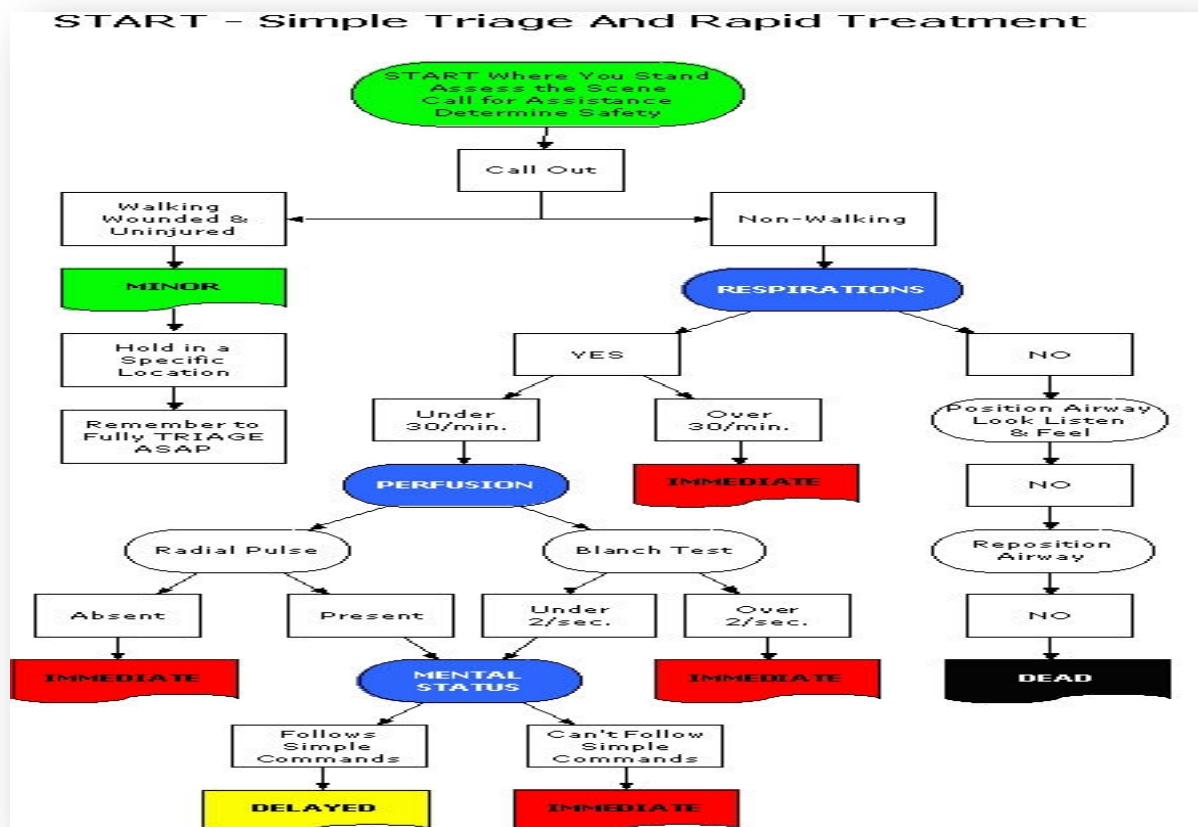 START - Simple Triage And Rapid Treatment
START Where You Stand
Assess the Scene
Call for Assistance
Determine Safety
Call Out
Walking
Wounded &
Uninjured
Non-Walking
MINOR
RESPIRATIONS
Hold in a
Specific
Location
YES
NO
Remember to
Fully TRIAGE
ASAP
Under
30/min.
Over
30/min.
Position Airway
Look Listen
& Feel
PERFUSION
IMMEDIATE
NO
Radial Pulse
Blanch Test
Reposition
Airway
Absent
Present
Under
2/sec.
Over
2/sec.
NO
IMMEDIATE
MENTAL
STATUS
IMMEDIATE
DEAD
Follows
Simple
Commands
Can't Follow
Simple
Commands
DELAYED
IMMEDIATE